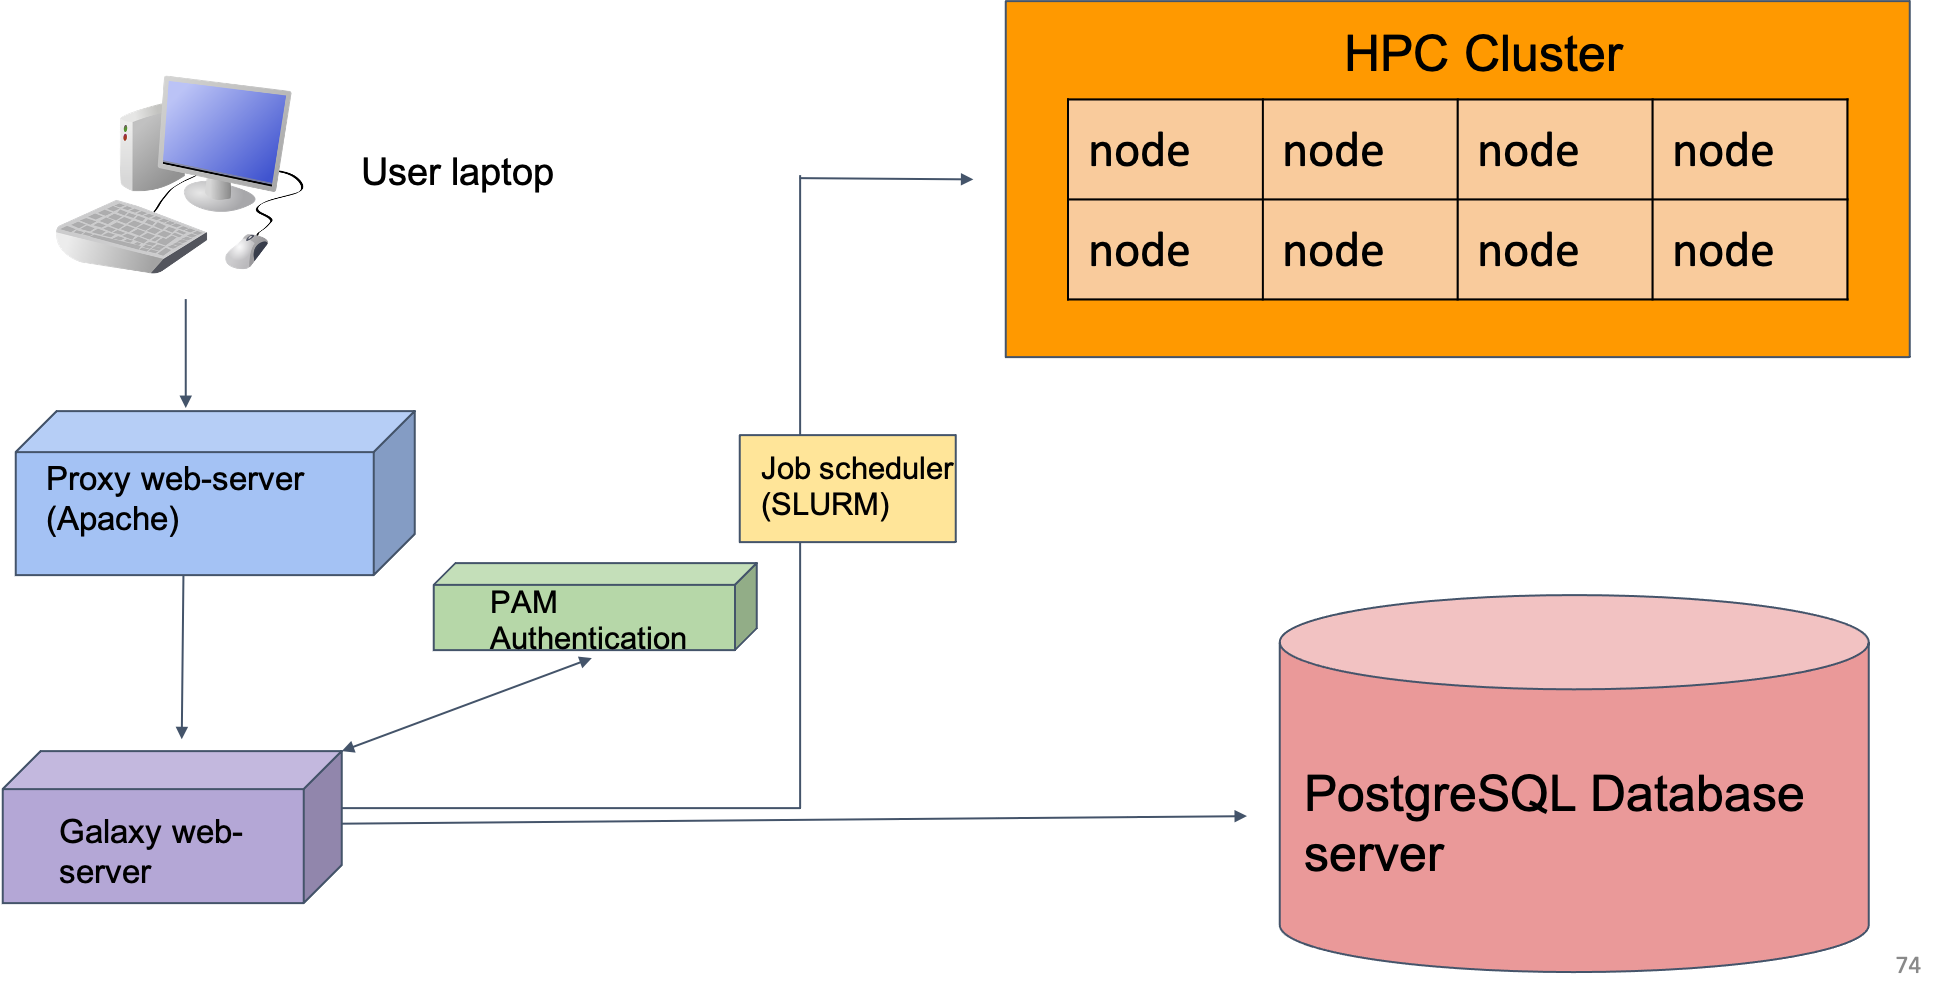 HPC Cluster
node node node node
node node node node
User laptop
Proxy web-server
(Apache)
Job scheduler
(SLURM)
PAM
Authentication
Galaxy web-
server
PostgreSQL Database
server
74